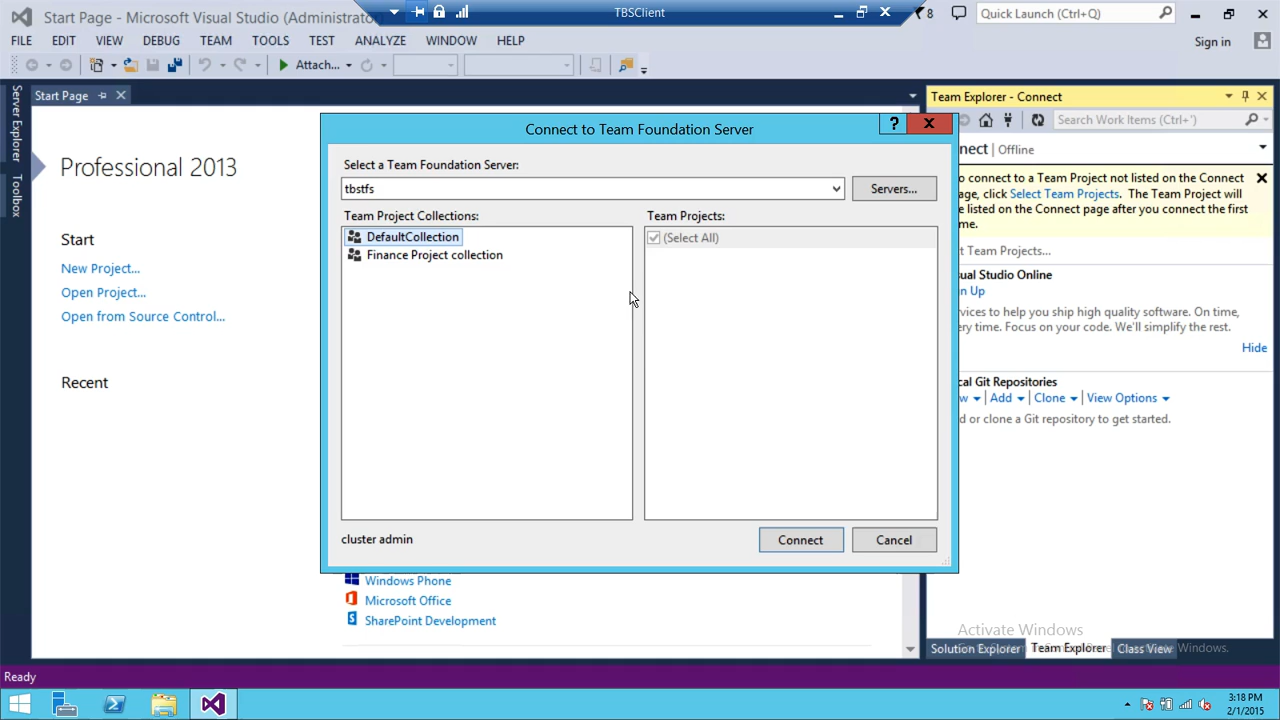 Start Page - Microsoft Visual Studio (Administrator)
TBSClient
8
Quick Launch (Ctrl+Q)
FILE EDIT VIEW DEBUG TEAM TOOLS TEST ANALYZE WINDOW HELP
Sign in
Attach...
Server Explorer
Toolbox
Start Page
Professional 2013
Start
New Project...
Open Project...
Open from Source Control...
Recent
Windows Phone
Microsoft Office
SharePoint Development
Connect to Team Foundation Server
?
Select a Team Foundation Server:
tbstfs
Servers...
Team Project Collections:
DefaultCollection
Finance Project collection
Team Projects:
(Select All)
cluster admin
Connect
Cancel
Team Explorer - Connect
Search Work Items (Ctrl+')
nnect | Offline
o connect to a Team Project not listed on the Connect
page, click Select Team Projects. The Team Project will
e listed on the Connect page after you connect the first
me.
t Team Projects...
sual Studio Online
n Up
vices to help you ship high quality software. On time,
ery time. Focus on your code. We'll simplify the rest.
Hide
cal Git Repositories
w | Add | Clone | View Options
d or clone a Git repository to get started.
Activate Windows
Windows.
Solution Explorer Team Explorer Class View
Ready
3:18 PM
2/1/2015